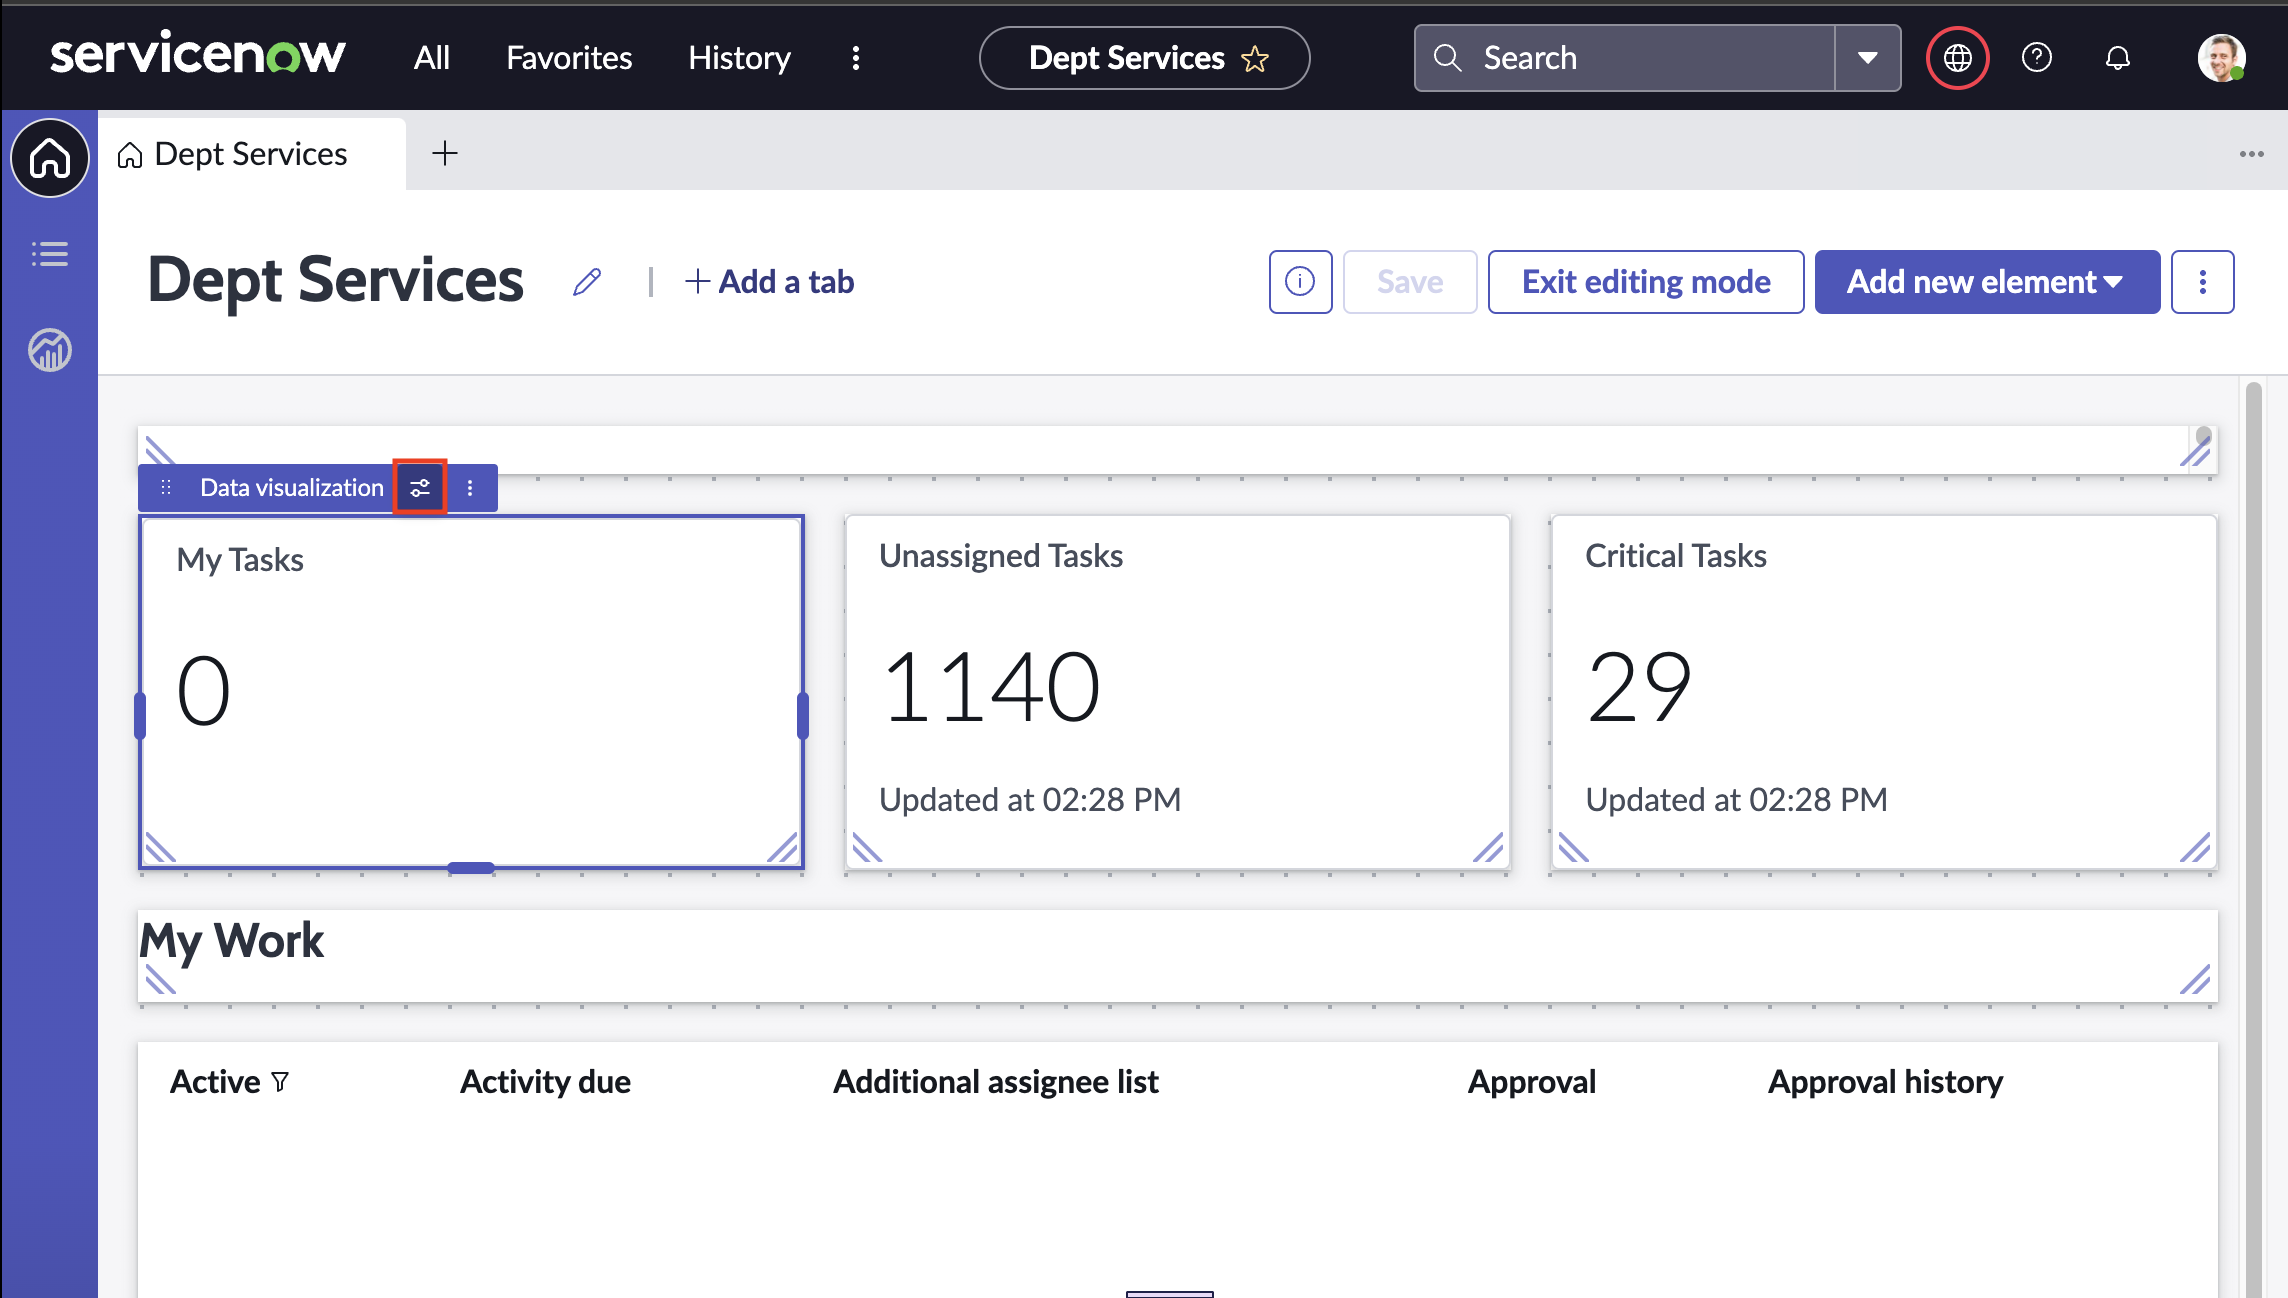 servicenow All Favorites History Dept Services Search
Dept Services
Dept Services + Add a tab Save Exit editing mode Add new element
Data visualization
My Tasks
0
Unassigned Tasks
1140
Updated at 02:28 PM
Critical Tasks
29
Updated at 02:28 PM
My Work
Active Activity due Additional assignee list Approval Approval history